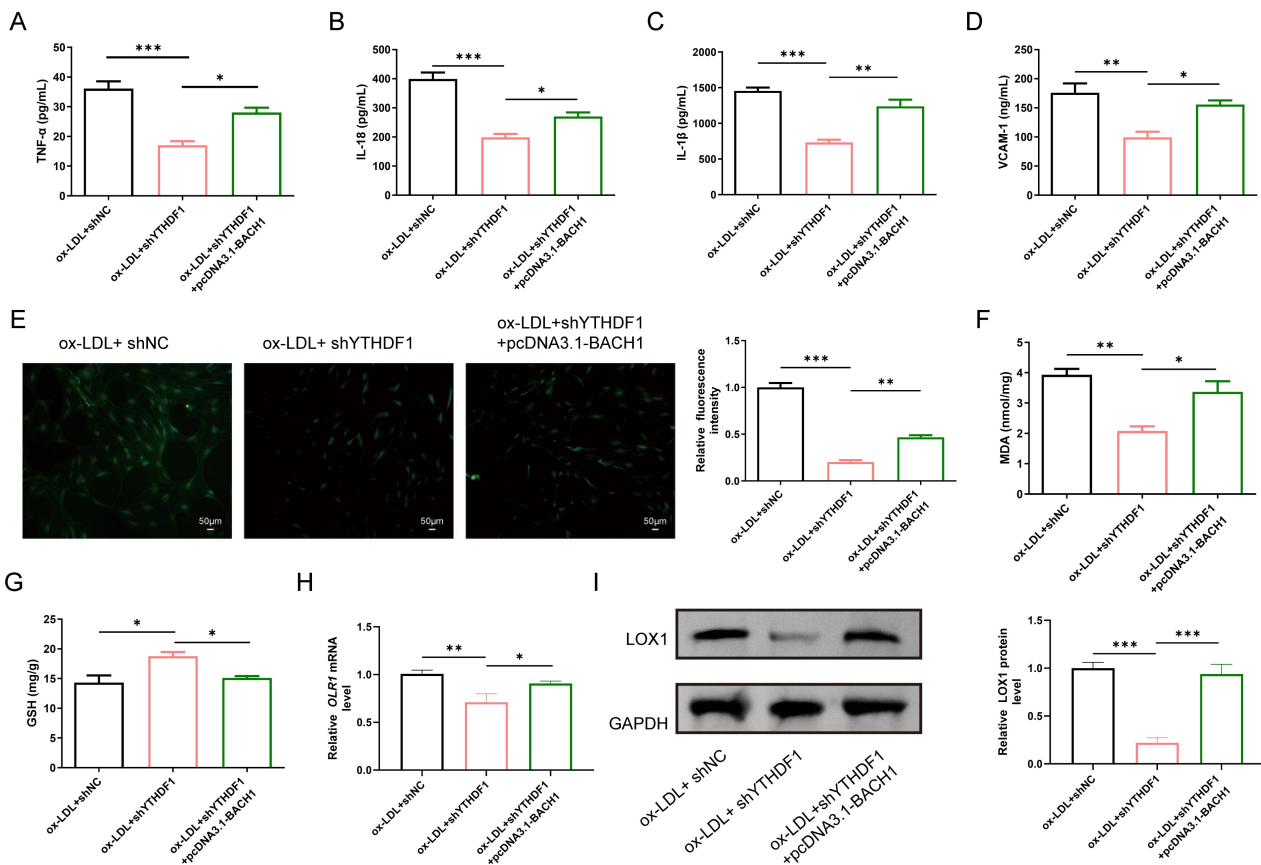 A
TNF-α (pg/mL)
50
40
30
20
10
0
***
*
ox-LDL+shNC
ox-LDL+shYTHDF1
ox-LDL+shYTHDF1
+pcDNA3.1-BACH1
B
IL-18 (pg/mL)
500
400
300
200
100
0
***
*
ox-LDL+shNC
ox-LDL+shYTHDF1
ox-LDL+shYTHDF1
+pcDNA3.1-BACH1
C
IL-1β (pg/mL)
2000
1500
1000
500
0
***
**
ox-LDL+shNC
ox-LDL+shYTHDF1
ox-LDL+shYTHDF1
+pcDNA3.1-BACH1
D
VCAM-1 (ng/mL)
250
200
150
100
50
0
**
*
ox-LDL+shNC
ox-LDL+shYTHDF1
ox-LDL+shYTHDF1
+pcDNA3.1-BACH1
E
ox-LDL+ shNC
ox-LDL+ shYTHDF1
ox-LDL+shYTHDF1
+pcDNA3.1-BACH1
50μm
50μm
50μm
Relative fluorescence
intensity
1.5
1.0
0.5
0.0
***
**
ox-LDL+shNC
ox-LDL+shYTHDF1
ox-LDL+shYTHDF1
+pcDNA3.1-BACH1
F
MDA (nmol/mg)
5
4
3
2
1
0
**
*
ox-LDL+shNC
ox-LDL+shYTHDF1
ox-LDL+shYTHDF1
+pcDNA3.1-BACH1
G
GSH (mg/g)
25
20
15
10
5
0
*
*
ox-LDL+shNC
ox-LDL+shYTHDF1
ox-LDL+shYTHDF1
+pcDNA3.1-BACH1
H
Relative OLR1 mRNA
level
1.5
1.0
0.5
0.0
**
*
ox-LDL+shNC
ox-LDL+shYTHDF1
ox-LDL+shYTHDF1
+pcDNA3.1-BACH1
I
LOX1
GAPDH
ox-LDL+ shNC
ox-LDL+ shYTHDF1
ox-LDL+shYTHDF1
+pcDNA3.1-BACH1
Relative LOX1 protein
level
1.5
1.0
0.5
0.0
***
***
ox-LDL+shNC
ox-LDL+shYTHDF1
ox-LDL+shYTHDF1
+pcDNA3.1-BACH1